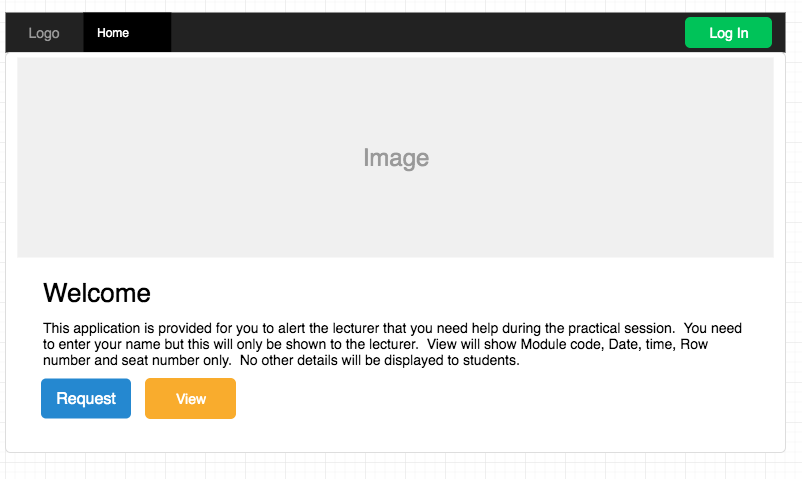 Logo Home Log In
Image
Welcome
This application is provided for you to alert the lecturer that you need help during the practical session.  You need
to enter your name but this will only be shown to the lecturer.  View will show Module code, Date, time, Row
number and seat number only.  No other details will be displayed to students.
Request View